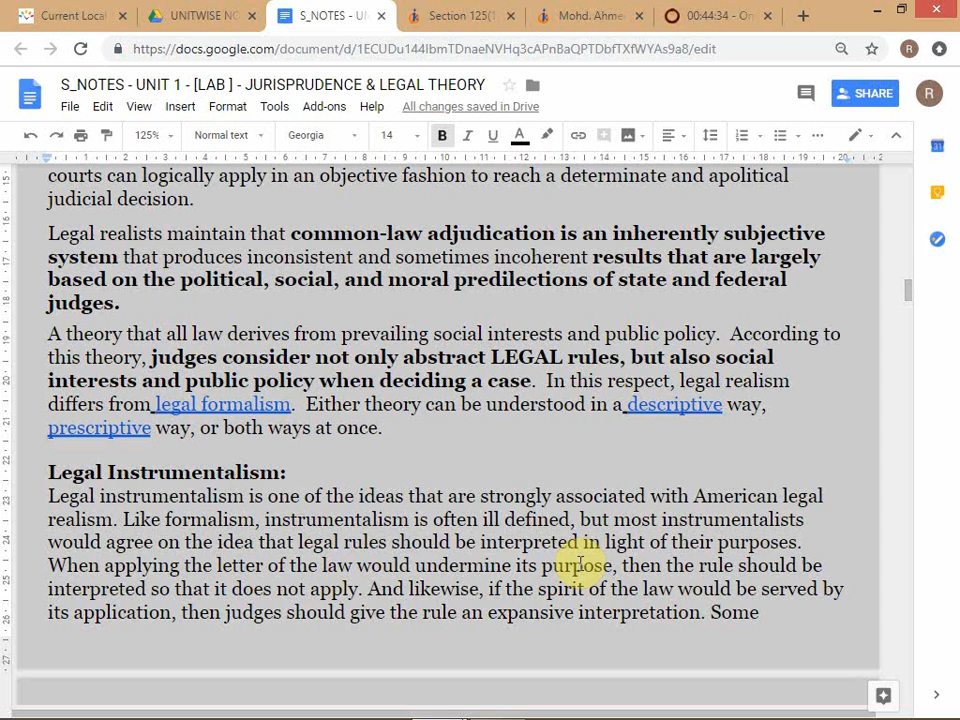 Current Local
UNITWISE NO
S_NOTES - UN
Section 125(1
Mohd. Ahme
00:44:34 - On
https://docs.google.com/document/d/1ECUDu144IbmTDnaeNVHq3cAPnBaQPTDbfTXfWYAs9a8/edit
R
S_NOTES - UNIT 1 - [LAB ] - JURISPRUDENCE & LEGAL THEORY
File Edit View Insert Format Tools Add-ons Help All changes saved in Drive
SHARE
R
125% Normal text Georgia 14 B I U A
courts can logically apply in an objective fashion to reach a determinate and apolitical
judicial decision.
Legal realists maintain that common-law adjudication is an inherently subjective
system that produces inconsistent and sometimes incoherent results that are largely
based on the political, social, and moral predilections of state and federal
judges.
A theory that all law derives from prevailing social interests and public policy. According to
this theory, judges consider not only abstract LEGAL rules, but also social
interests and public policy when deciding a case. In this respect, legal realism
differs from legal formalism. Either theory can be understood in a descriptive way,
prescriptive way, or both ways at once.
Legal Instrumentalism:
Legal instrumentalism is one of the ideas that are strongly associated with American legal
realism. Like formalism, instrumentalism is often ill defined, but most instrumentalists
would agree on the idea that legal rules should be interpreted in light of their purposes.
When applying the letter of the law would undermine its purpose, then the rule should be
interpreted so that it does not apply. And likewise, if the spirit of the law would be served by
its application, then judges should give the rule an expansive interpretation. Some